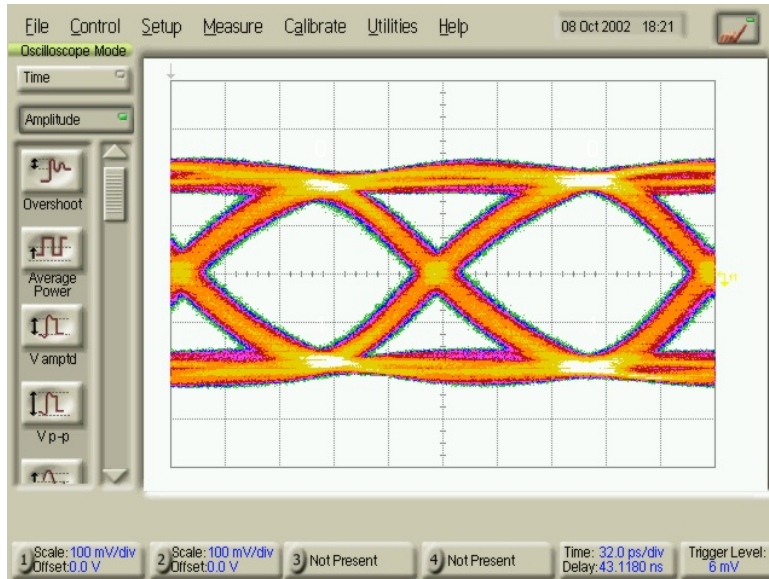 File Control Setup Measure Calibrate Utilities Help 08 Oct 2002 18:21
Oscilloscope Mode
Time
Amplitude
Overshoot
Average
Power
V amptd
V p-p
1 Scale: 100 mV/div
Offset:0.0 V
2 Scale: 100 mV/div
Offset:0.0 V
3 Not Present
4 Not Present
Time: 32.0 ps/div
Delay:43.1180 ns
Trigger Level:
6 mV